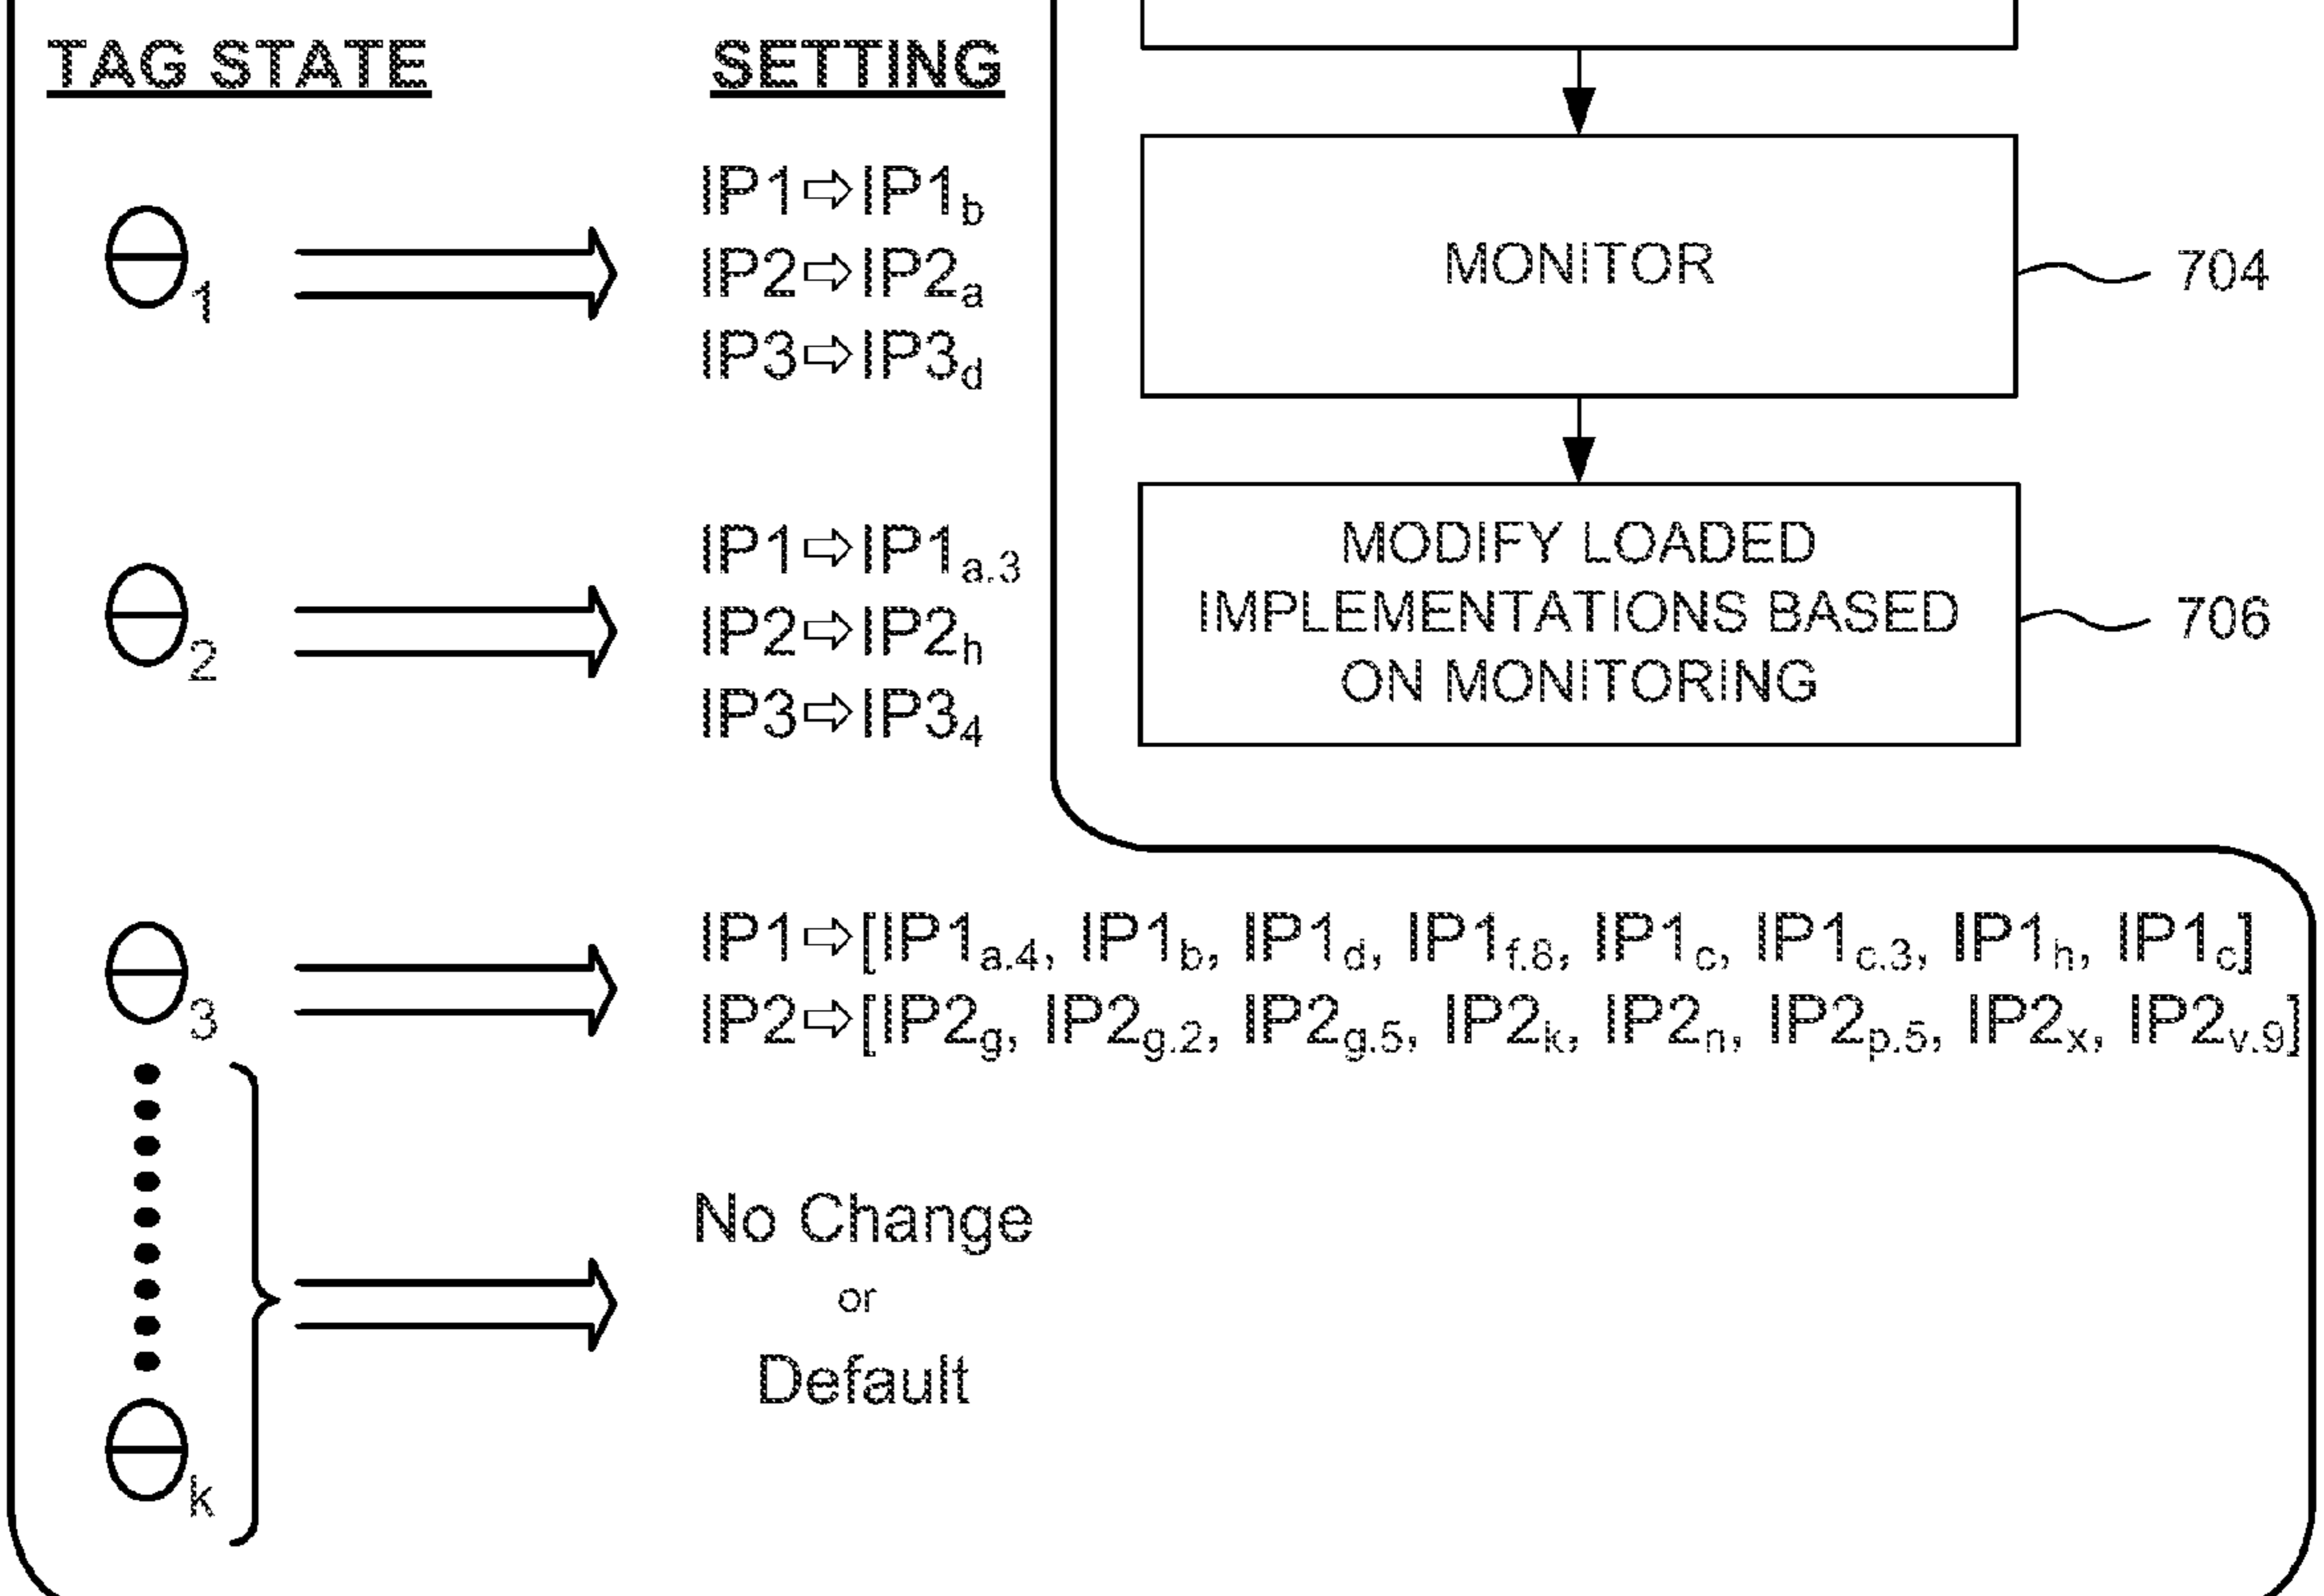 TAG STATE SETTING
Θ₁
IP1⇨IP1b
IP2⇨IP2a
IP3⇨IP3d
MONITOR
704
Θ₂
IP1⇨IP1a.3
IP2⇨IP2h
IP3⇨IP34
MODIFY LOADED
IMPLEMENTATIONS BASED
ON MONITORING
706
Θ₃
IP1⇨[IP1a.4, IP1b, IP1d, IP1f.8, IP1c, IP1c.3, IP1h, IP1c]
IP2⇨[IP2g, IP2g.2, IP2g.5, IP2k, IP2n, IP2p.5, IP2x, IP2v.9]
No Change
or
Default
Θk